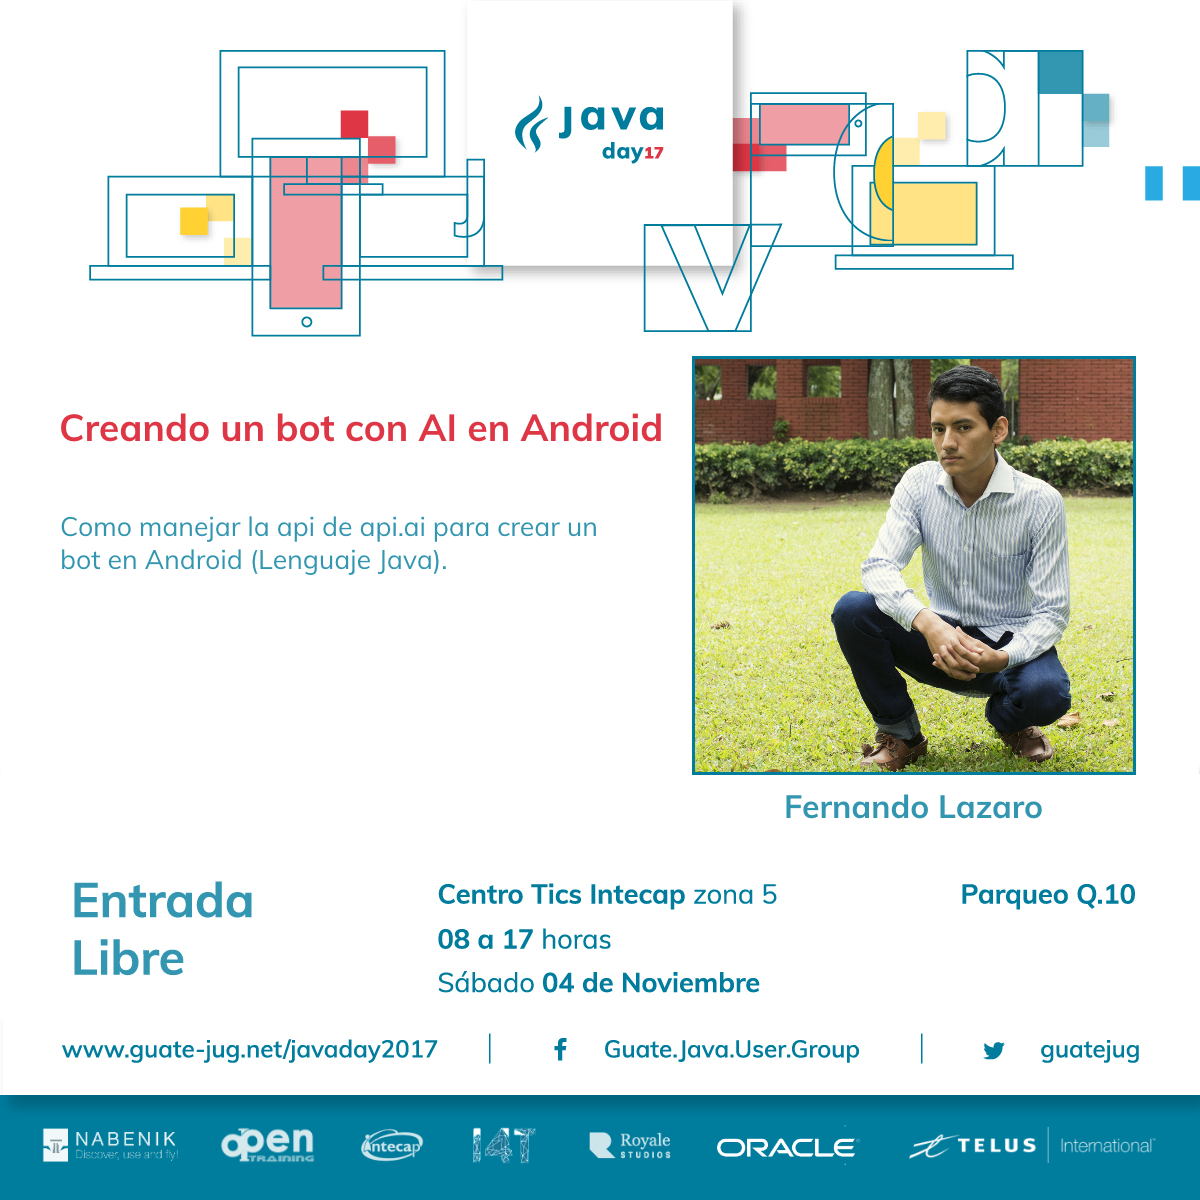 Java
day17
J
V
a
a
Creando un bot con AI en Android
Como manejar la api de api.ai para crear un
bot en Android (Lenguaje Java).
Fernando Lazaro
Entrada
Libre
Centro Tics Intecap zona 5
08 a 17 horas
Sábado 04 de Noviembre
Parqueo Q.10
www.guate-jug.net/javaday2017
Guate.Java.User.Group
guatejug
NABENIK
Discover, use and fly!
open
TRAINING
intecap
I4T
Royale
STUDIOS
ORACLE
TELUS International